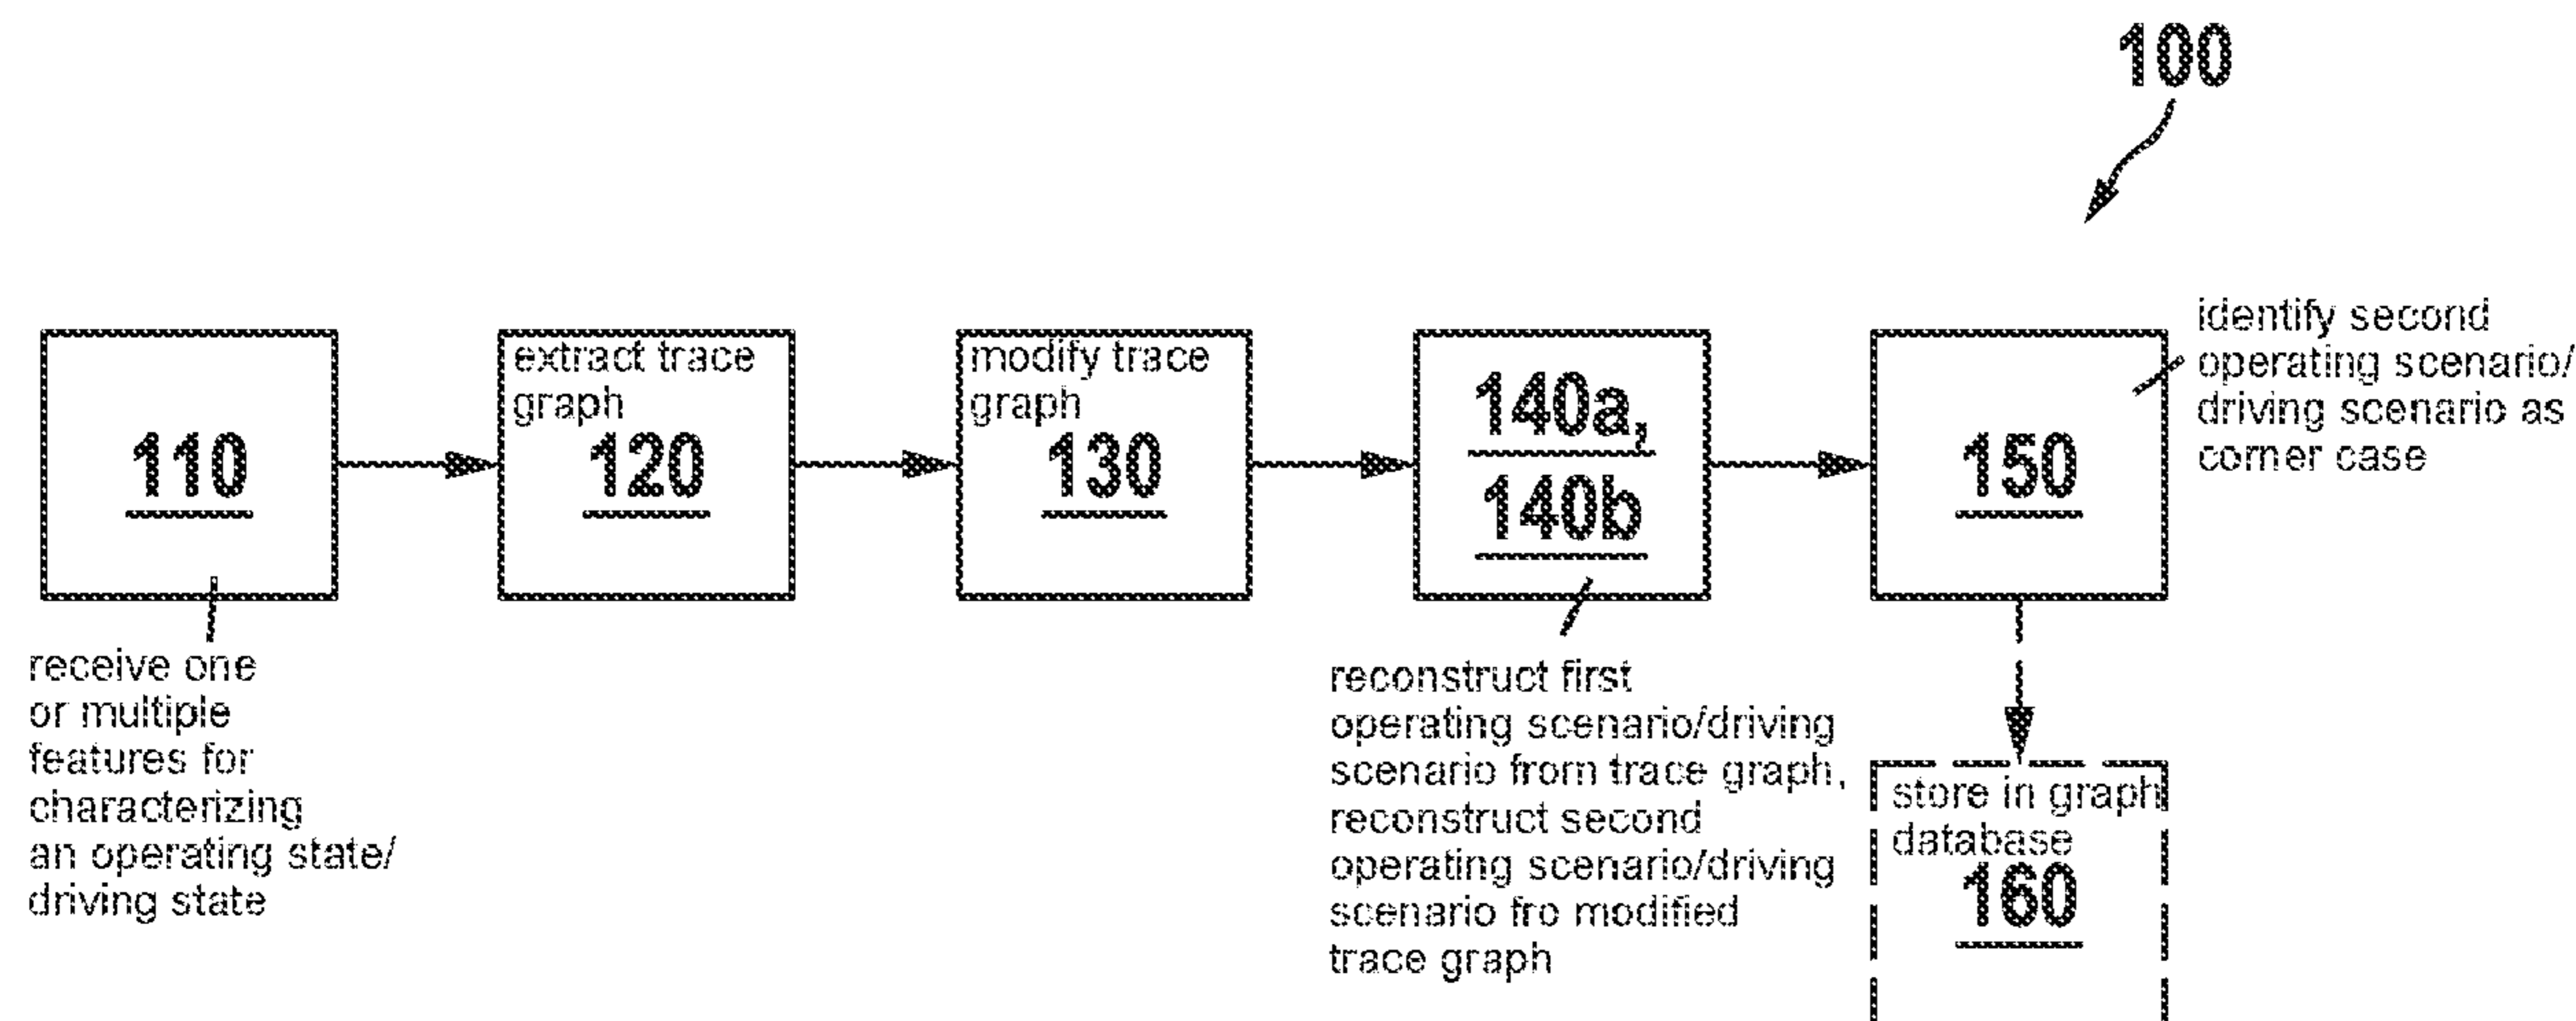 100
110
receive one
or multiple
features for
characterizing
an operating state/
driving state
extract trace
graph
120
modify trace
graph
130
140a,
140b
reconstruct first
operating scenario/driving
scenario from trace graph,
reconstruct second
operating scenario/driving
scenario fro modified
trace graph
150
identify second
operating scenario/
driving scenario as
corner case
store in graph
database
160